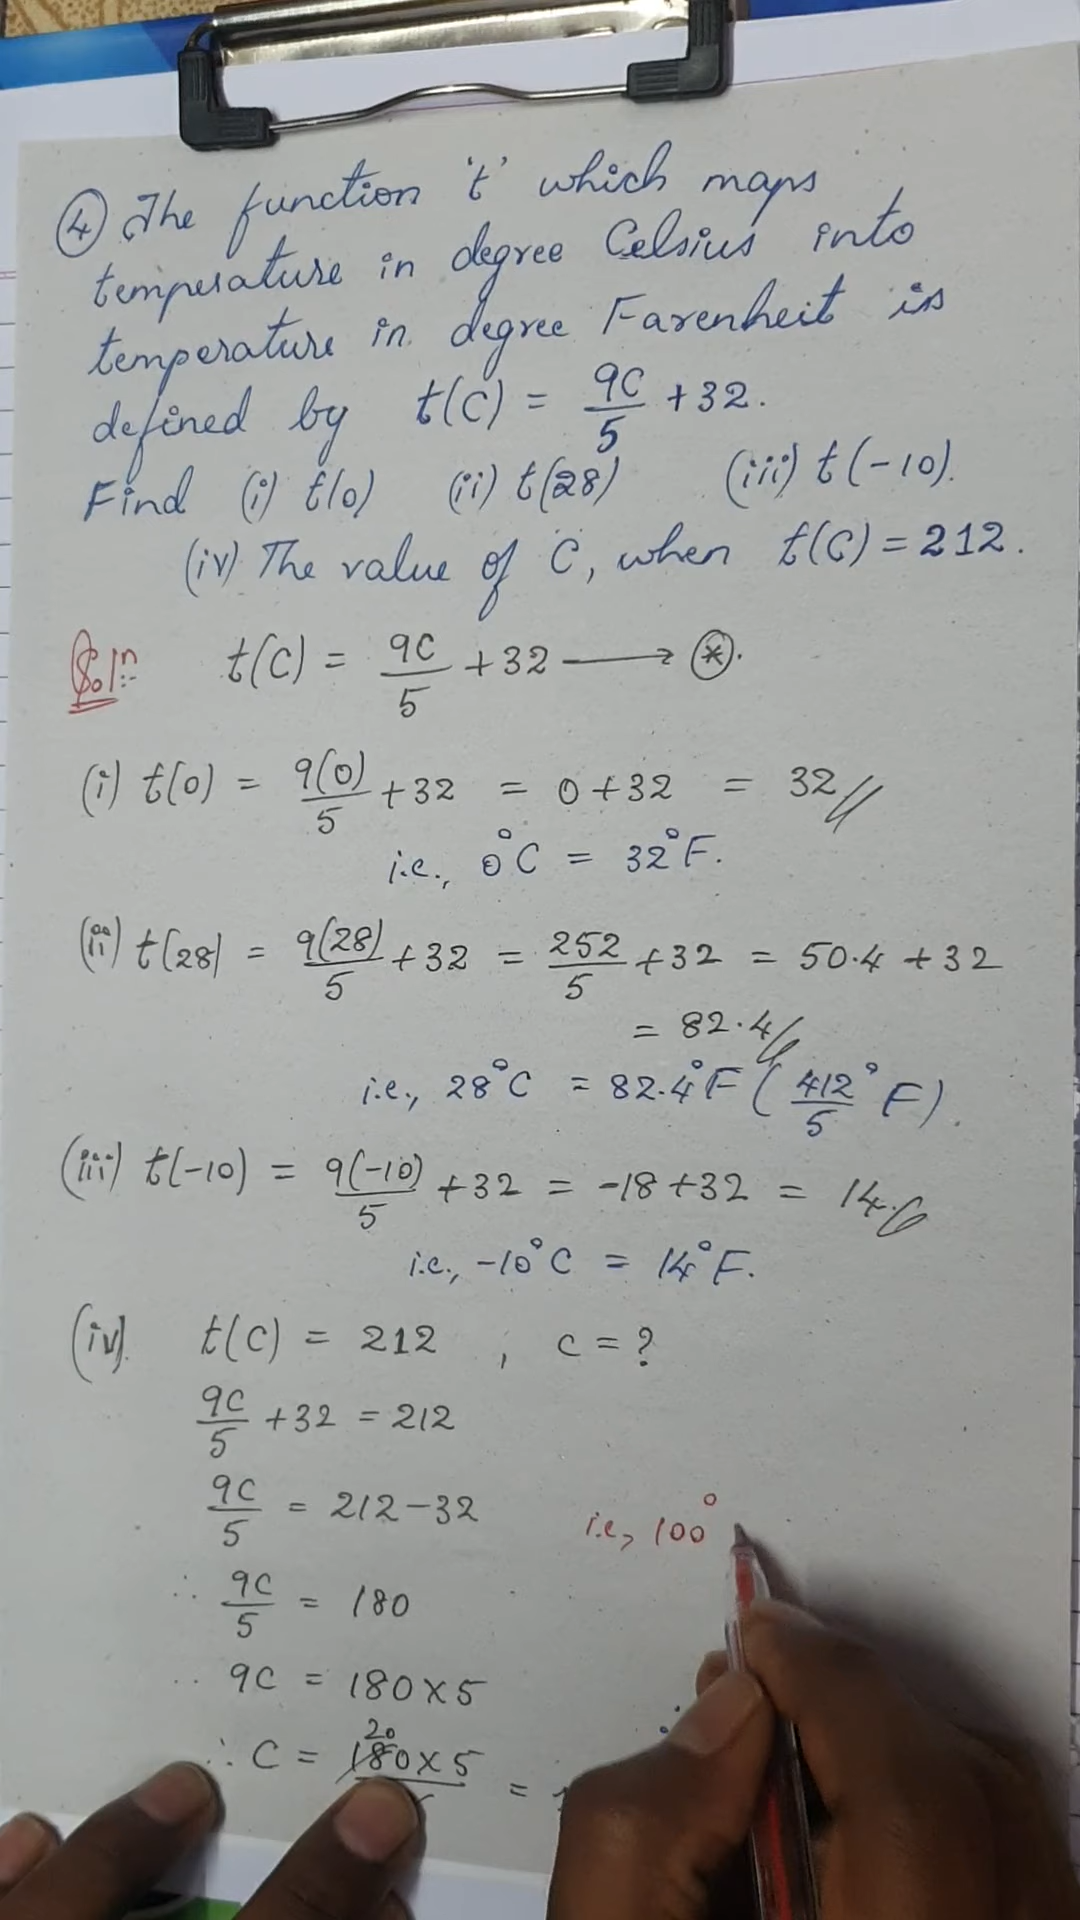 ④ The function 't' which maps
temperature in degree Celsius into
temperature in degree Farenheit is
defined by t(C) = 9C/5 + 32.
Find (i) t(0) (ii) t(28) (iii) t(-10).
(iv) The value of C, when t(C) = 212.
Soln:- t(C) = 9C/5 + 32 → (*).
(i) t(0) = 9(0)/5 + 32 = 0 + 32 = 32//
i.e., 0°C = 32°F.
(ii) t(28) = 9(28)/5 + 32 = 252/5 + 32 = 50.4 + 32
= 82.4//
i.e., 28°C = 82.4°F (412/5 °F).
(iii) t(-10) = 9(-10)/5 + 32 = -18 + 32 = 14.//
i.e., -10°C = 14°F.
(iv). t(C) = 212 , C = ?
9C/5 + 32 = 212
9C/5 = 212 - 32
i.e, 100°
∴ 9C/5 = 180
∴ 9C = 180 × 5
20
∴ C = 180 × 5 =